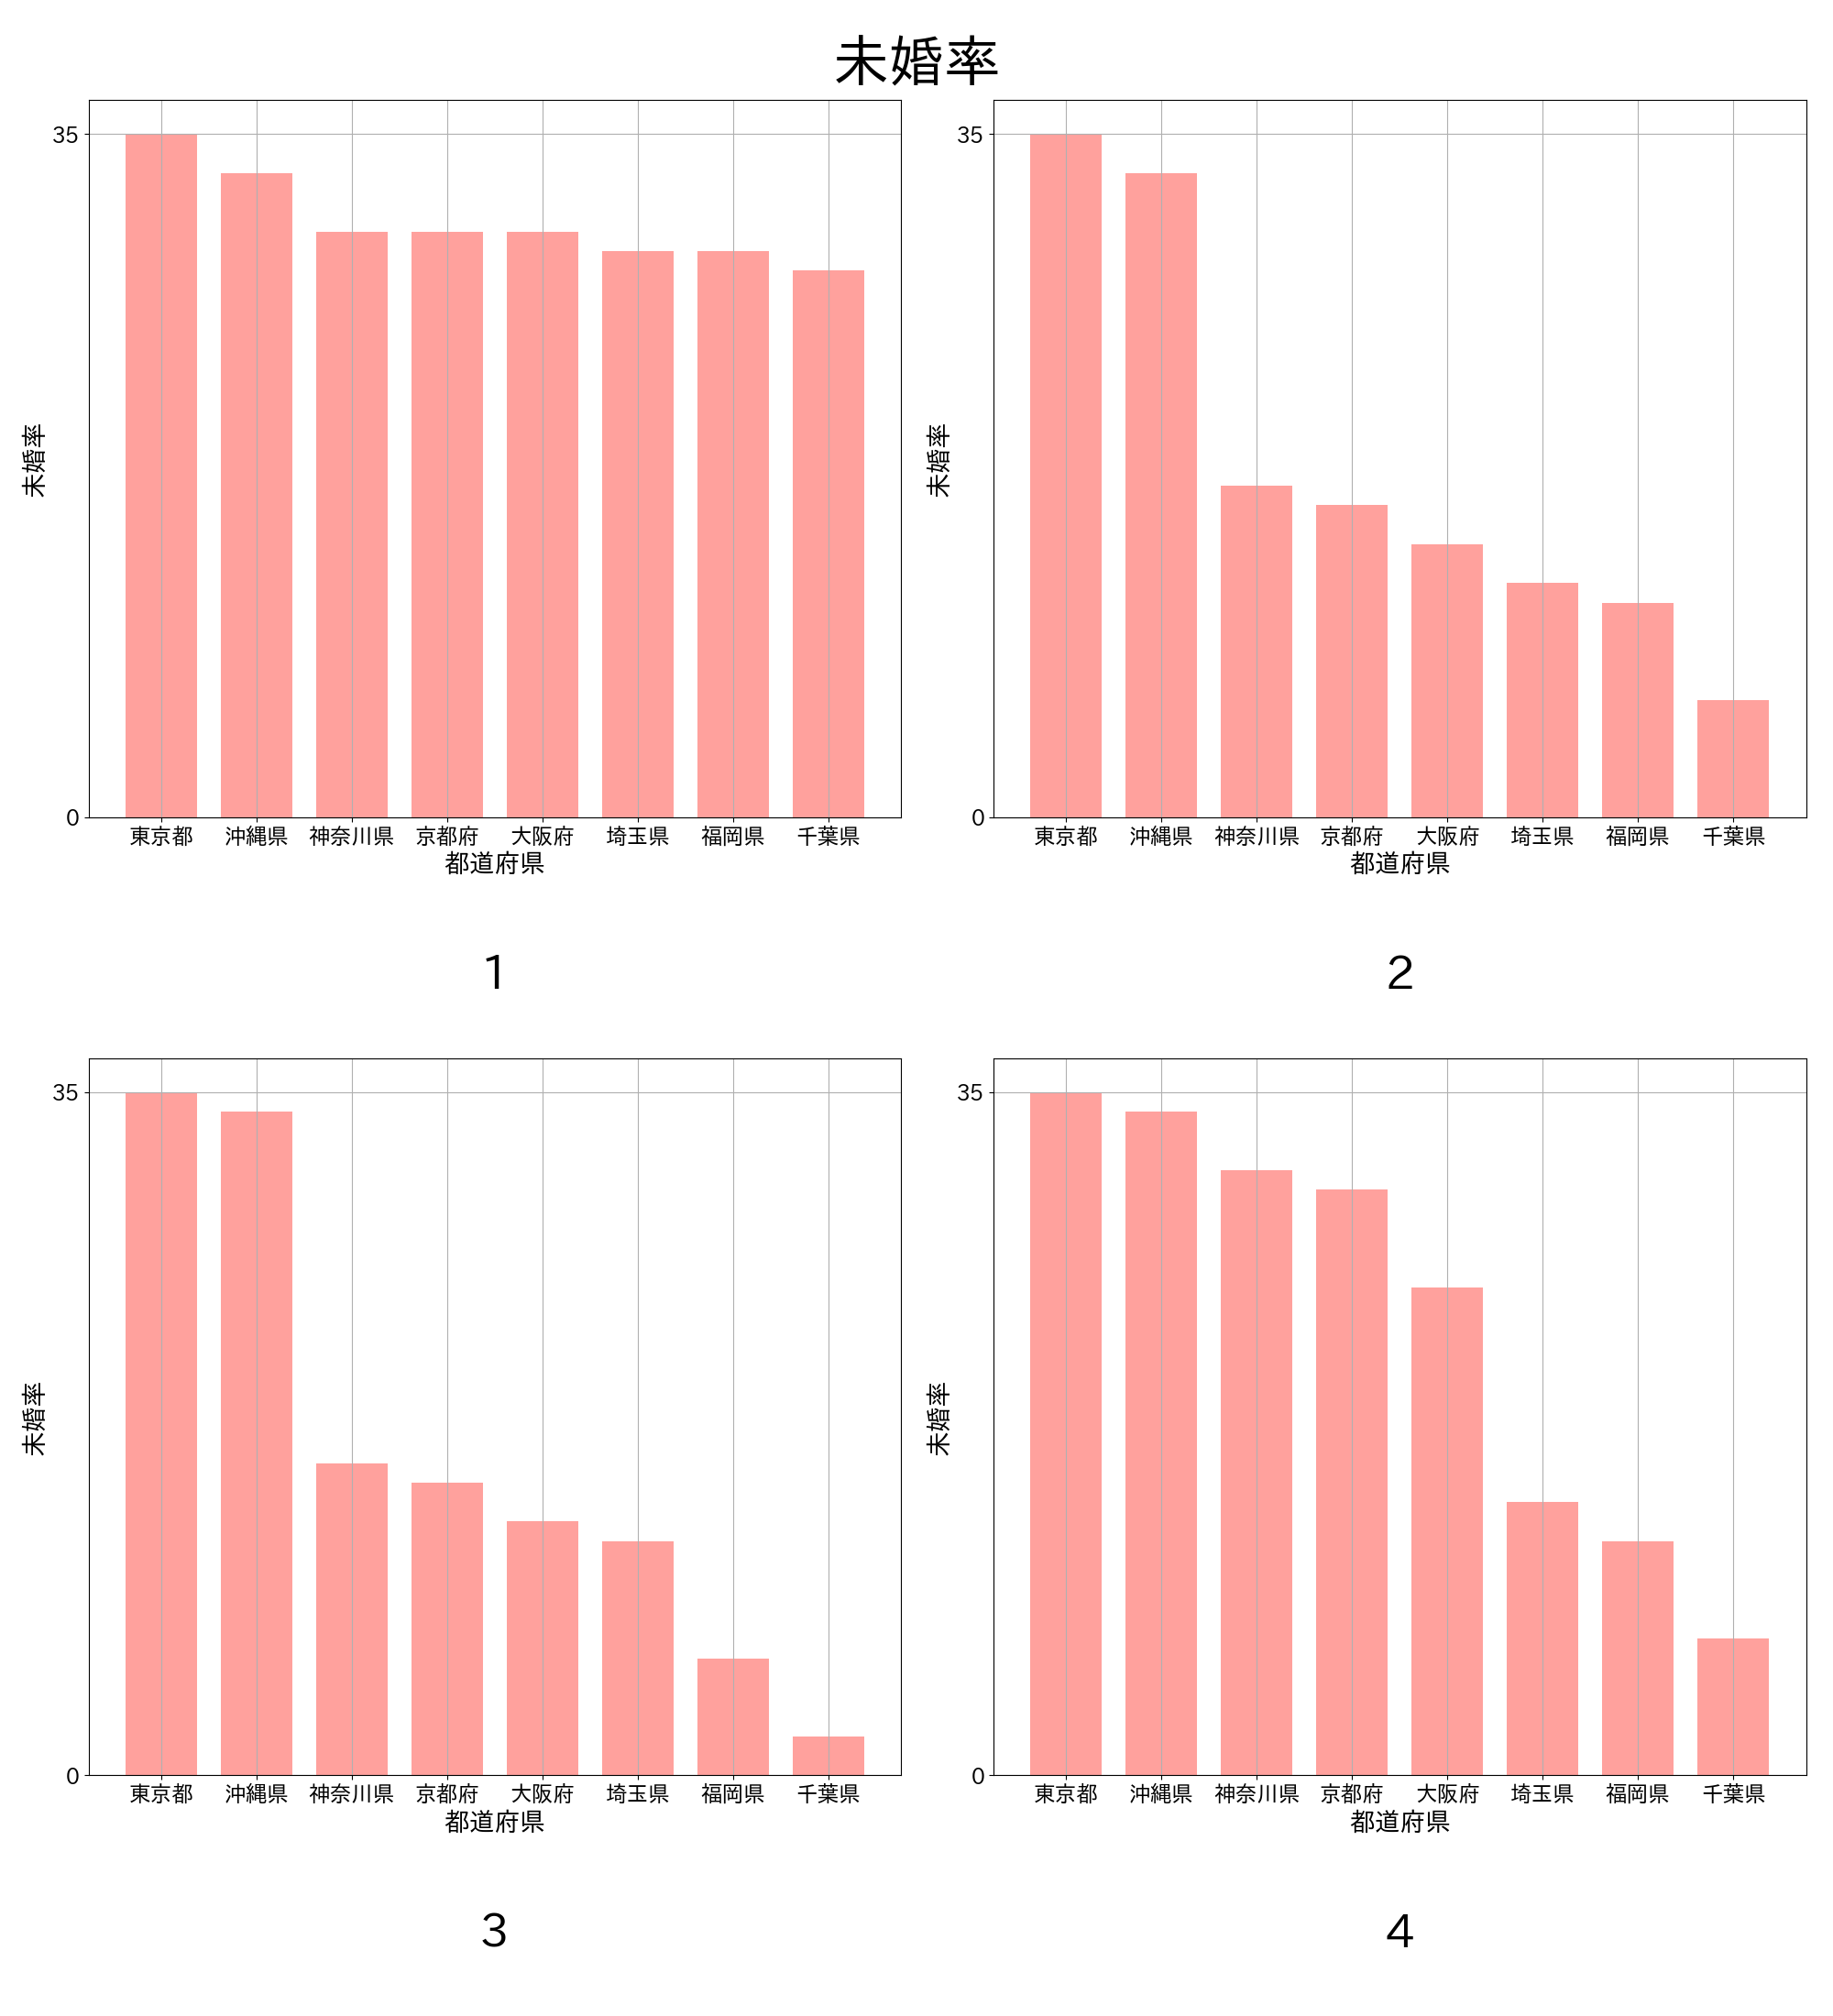 未婚率
35
0
未婚率
東京都 沖縄県 神奈川県 京都府 大阪府 埼玉県 福岡県 千葉県
都道府県
1
35
0
未婚率
東京都 沖縄県 神奈川県 京都府 大阪府 埼玉県 福岡県 千葉県
都道府県
2
35
0
未婚率
東京都 沖縄県 神奈川県 京都府 大阪府 埼玉県 福岡県 千葉県
都道府県
3
35
0
未婚率
東京都 沖縄県 神奈川県 京都府 大阪府 埼玉県 福岡県 千葉県
都道府県
4